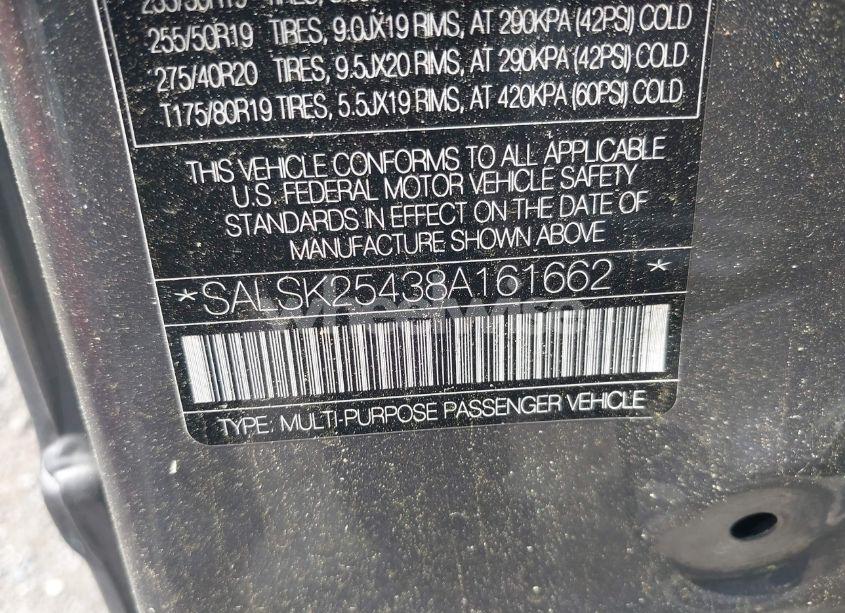 255/50R19 TIRES, 9.0JX19 RIMS, AT 290KPA (42PSI) COLD
275/40R20 TIRES, 9.5JX20 RIMS, AT 290KPA (42PSI) COLD
T175/80R19 TIRES, 5.5JX19 RIMS, AT 420KPA (60PSI) COLD
THIS VEHICLE CONFORMS TO ALL APPLICABLE
U.S. FEDERAL MOTOR VEHICLE SAFETY
STANDARDS IN EFFECT ON THE DATE OF
MANUFACTURE SHOWN ABOVE
* SALSK25438A161662 *
TYPE: MULTI-PURPOSE PASSENGER VEHICLE